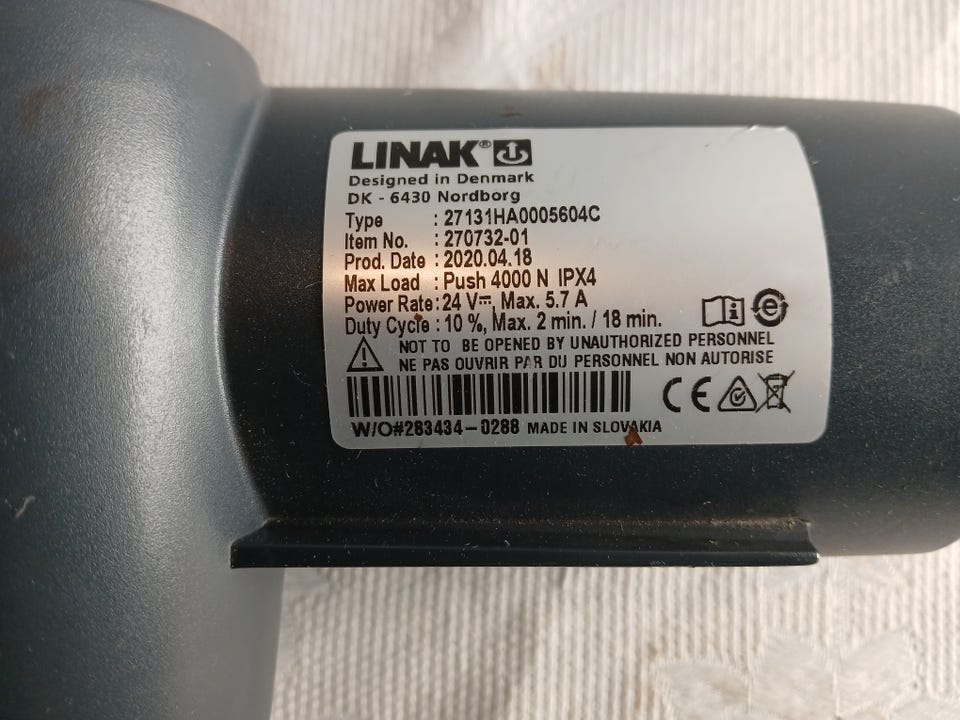 LINAK®
Designed in Denmark
DK - 6430 Nordborg
Type : 27131HA0005604C
Item No. : 270732-01
Prod. Date : 2020.04.18
Max Load : Push 4000 N IPX4
Power Rate : 24 V⎓, Max. 5.7 A
Duty Cycle : 10 %, Max. 2 min. / 18 min.
NOT TO BE OPENED BY UNAUTHORIZED PERSONNEL
NE PAS OUVRIR PAR DU PERSONNEL NON AUTORISE
CE
W/O#283434-0288 MADE IN SLOVAKIA